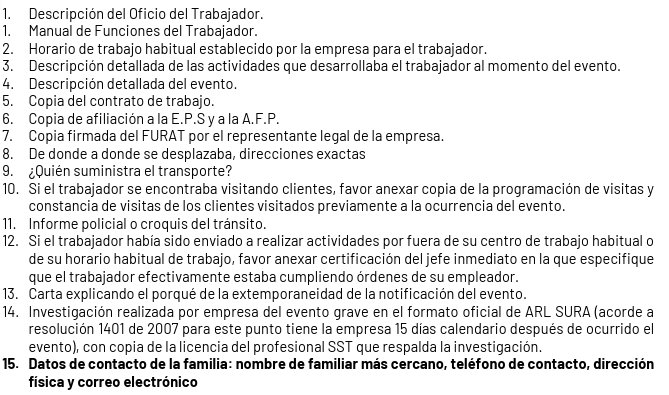 1. Descripción del Oficio del Trabajador.
1. Manual de Funciones del Trabajador.
2. Horario de trabajo habitual establecido por la empresa para el trabajador.
3. Descripción detallada de las actividades que desarrollaba el trabajador al momento del evento.
4. Descripción detallada del evento.
5. Copia del contrato de trabajo.
6. Copia de afiliación a la E.P.S y a la A.F.P.
7. Copia firmada del FURAT por el representante legal de la empresa.
8. De donde a donde se desplazaba, direcciones exactas
9. ¿Quién suministra el transporte?
10. Si el trabajador se encontraba visitando clientes, favor anexar copia de la programación de visitas y
constancia de visitas de los clientes visitados previamente a la ocurrencia del evento.
11. Informe policial o croquis del tránsito.
12. Si el trabajador había sido enviado a realizar actividades por fuera de su centro de trabajo habitual o
de su horario habitual de trabajo, favor anexar certificación del jefe inmediato en la que especifique
que el trabajador efectivamente estaba cumpliendo órdenes de su empleador.
13. Carta explicando el porqué de la extemporaneidad de la notificación del evento.
14. Investigación realizada por empresa del evento grave en el formato oficial de ARL SURA (acorde a
resolución 1401 de 2007 para este punto tiene la empresa 15 días calendario después de ocurrido el
evento), con copia de la licencia del profesional SST que respalda la investigación.
15. Datos de contacto de la familia: nombre de familiar más cercano, teléfono de contacto, dirección
física y correo electrónico